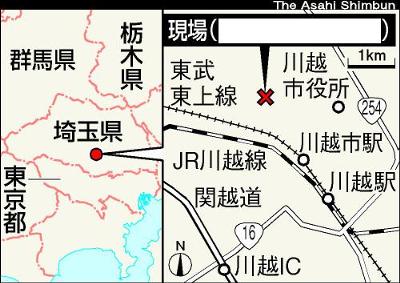 The Asahi Shimbun
群馬県
栃木県
埼玉県
東京都
現場( )
1km
東武
東上線
川越
市役所
254
川越市駅
JR川越線
川越駅
関越道
16
N
川越IC